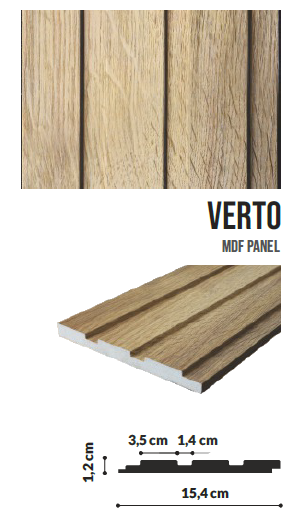 VERTO
MDF PANEL
3,5 cm 1,4 cm
1,2 cm
15,4 cm